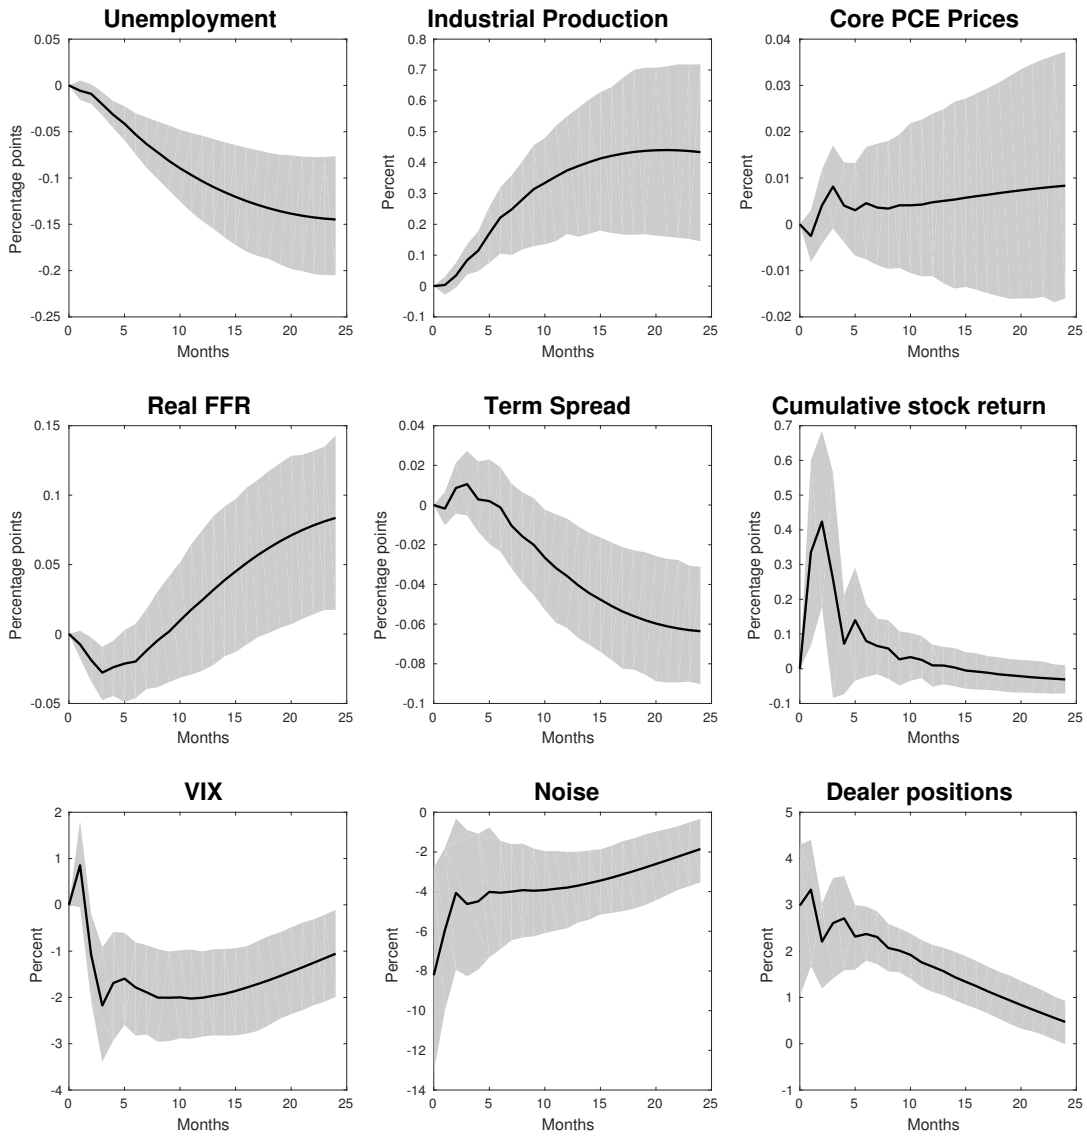 Unemployment
0.05
0
-0.05
-0.1
-0.15
-0.2
-0.25
Percentage points
0 5 10 15 20 25
Months
Industrial Production
0.8
0.7
0.6
0.5
0.4
0.3
0.2
0.1
0
-0.1
Percent
0 5 10 15 20 25
Months
Core PCE Prices
0.04
0.03
0.02
0.01
0
-0.01
-0.02
Percent
0 5 10 15 20 25
Months
Real FFR
0.15
0.1
0.05
0
-0.05
Percentage points
0 5 10 15 20 25
Months
Term Spread
0.04
0.02
0
-0.02
-0.04
-0.06
-0.08
-0.1
Percentage points
0 5 10 15 20 25
Months
Cumulative stock return
0.7
0.6
0.5
0.4
0.3
0.2
0.1
0
-0.1
Percentage points
0 5 10 15 20 25
Months
VIX
2
1
0
-1
-2
-3
-4
Percent
0 5 10 15 20 25
Months
Noise
0
-2
-4
-6
-8
-10
-12
-14
Percent
0 5 10 15 20 25
Months
Dealer positions
5
4
3
2
1
0
-1
Percent
0 5 10 15 20 25
Months